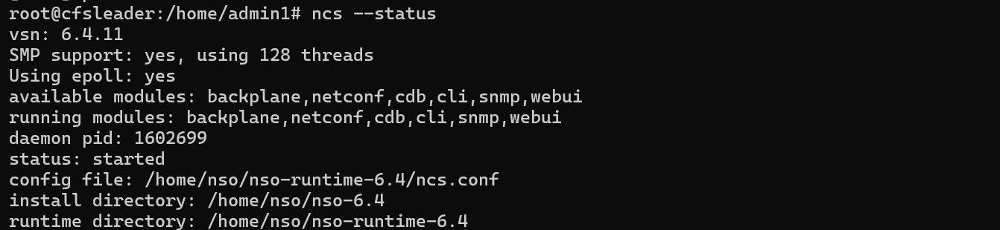 root@cfsleader:/home/admin1# ncs --status
vsn: 6.4.11
SMP support: yes, using 128 threads
Using epoll: yes
available modules: backplane,netconf,cdb,cli,snmp,webui
running modules: backplane,netconf,cdb,cli,snmp,webui
daemon pid: 1602699
status: started
config file: /home/nso/nso-runtime-6.4/ncs.conf
install directory: /home/nso/nso-6.4
runtime directory: /home/nso/nso-runtime-6.4